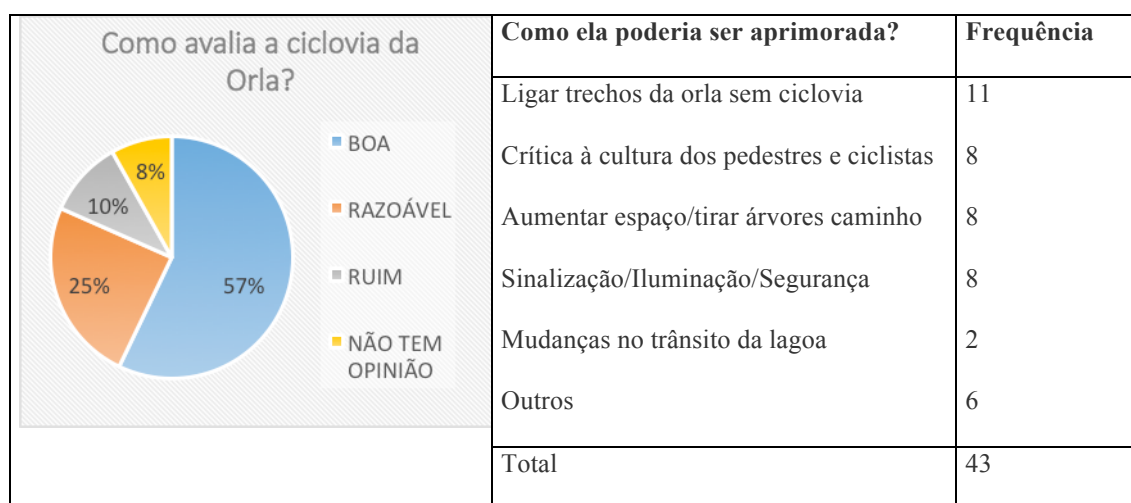 Como avalia a ciclovia da
Orla?
BOA
RAZOÁVEL
RUIM
NÃO TEM
OPINIÃO
8%
10%
25%
57%
Como ela poderia ser aprimorada? Frequência
Ligar trechos da orla sem ciclovia 11
Crítica à cultura dos pedestres e ciclistas 8
Aumentar espaço/tirar árvores caminho 8
Sinalização/Iluminação/Segurança 8
Mudanças no trânsito da lagoa 2
Outros 6
Total 43